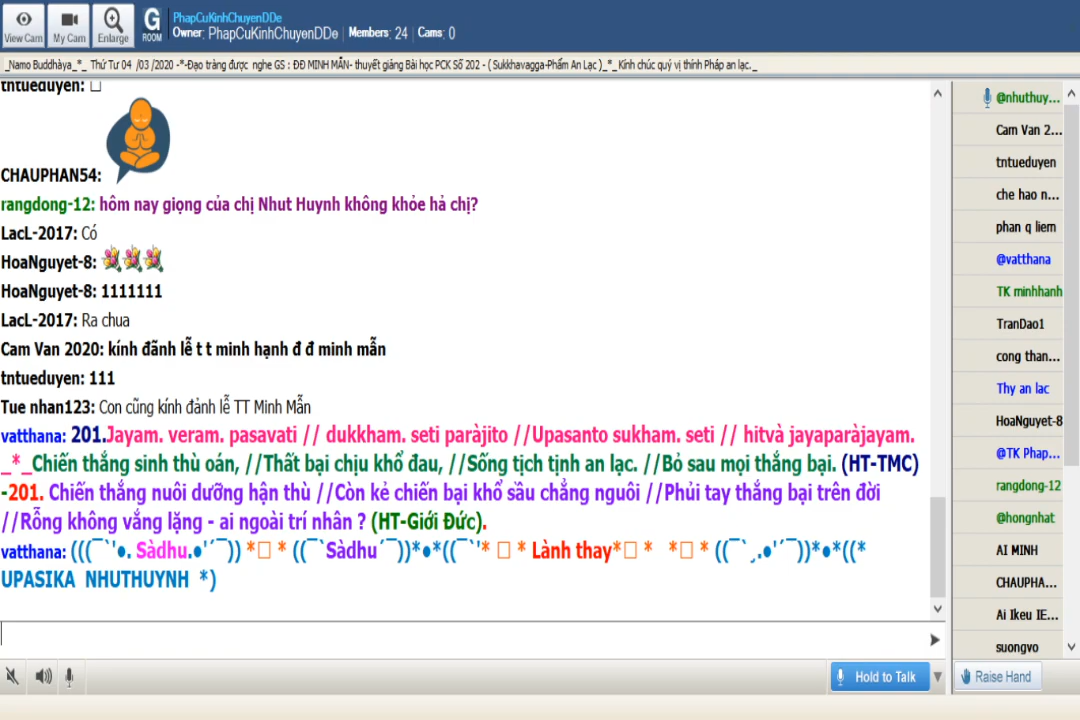 PhapCuKinhChuyenDDe
Owner: PhapCuKinhChuyenDDe | Members: 24 | Cams: 0
View Cam My Cam Enlarge G ROOM
_Namo Buddhàya_*_ Thứ Tư 04 /03 /2020 -*-Đạo tràng được nghe GS : ĐĐ MINH MẪN- thuyết giảng Bài học PCK Số 202 - ( Sukkhavagga-Phẩm An Lạc )_*_Kính chúc quý vị thính Pháp an lạc._
tntueduyen: □
CHAUPHAN54:
rangdong-12: hôm nay giọng của chị Nhut Huynh không khỏe hả chị?
LacL-2017: Có
HoaNguyet-8:
HoaNguyet-8: 1111111
LacL-2017: Ra chua
Cam Van 2020: kính đãnh lễ t t minh hạnh đ đ minh mẫn
tntueduyen: 111
Tue nhan123: Con cũng kính đảnh lễ TT Minh Mẫn
vatthana: 201.Jayam. veram. pasavati // dukkham. seti paràjito //Upasanto sukham. seti // hitvà jayaparàjayam.
_*_Chiến thắng sinh thù oán, //Thất bại chịu khổ đau, //Sống tịch tịnh an lạc. //Bỏ sau mọi thắng bại. (HT-TMC)
-201. Chiến thắng nuôi dưỡng hận thù //Còn kẻ chiến bại khổ sầu chẳng nguôi //Phủi tay thắng bại trên đời
//Rỗng không vắng lặng - ai ngoài trí nhân ? (HT-Giới Đức).
vatthana: (((¯`'•. Sàdhu.•'´¯)) *□ * ((¯`Sàdhu´¯))*•*((¯`'* □ * Lành thay*□ * *□ * ((¯`¸.•'´¯))*•*((*
UPASIKA NHUTHUYNH *)
@nhuthuy...
Cam Van 2...
tntueduyen
che hao n...
phan q liem
@vatthana
TK minhhanh
TranDao1
cong than...
Thy an lac
HoaNguyet-8
@TK Phap...
rangdong-12
@hongnhat
AI MINH
CHAUPHA...
Ai Ikeu IE...
suongvo
Hold to Talk
Raise Hand